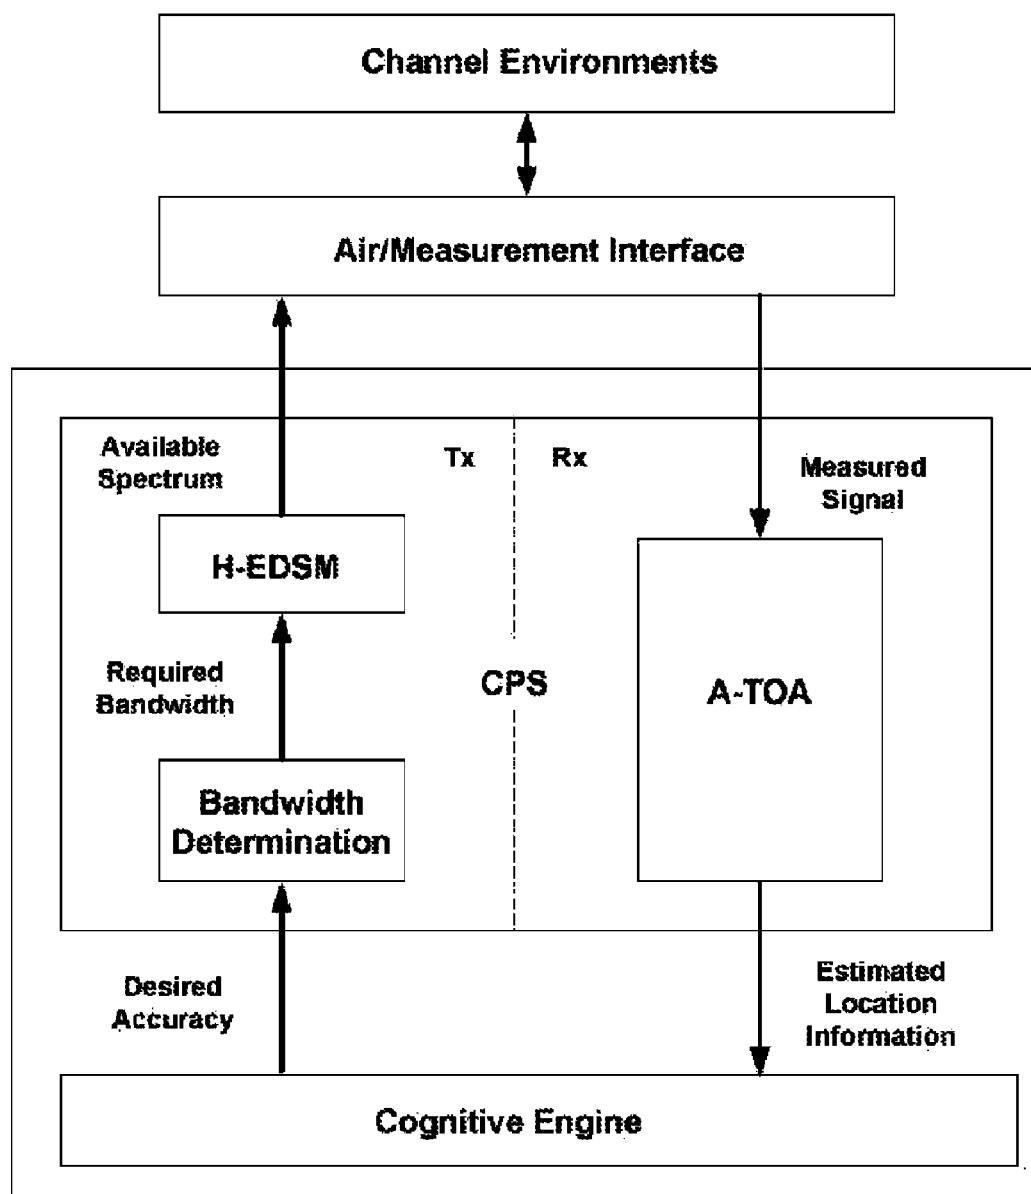 Channel Environments
Air/Measurement Interface
Available
Spectrum
Tx
Rx
Measured
Signal
H-EDSM
Required
Bandwidth
CPS
A-TOA
Bandwidth
Determination
Desired
Accuracy
Estimated
Location
Information
Cognitive Engine